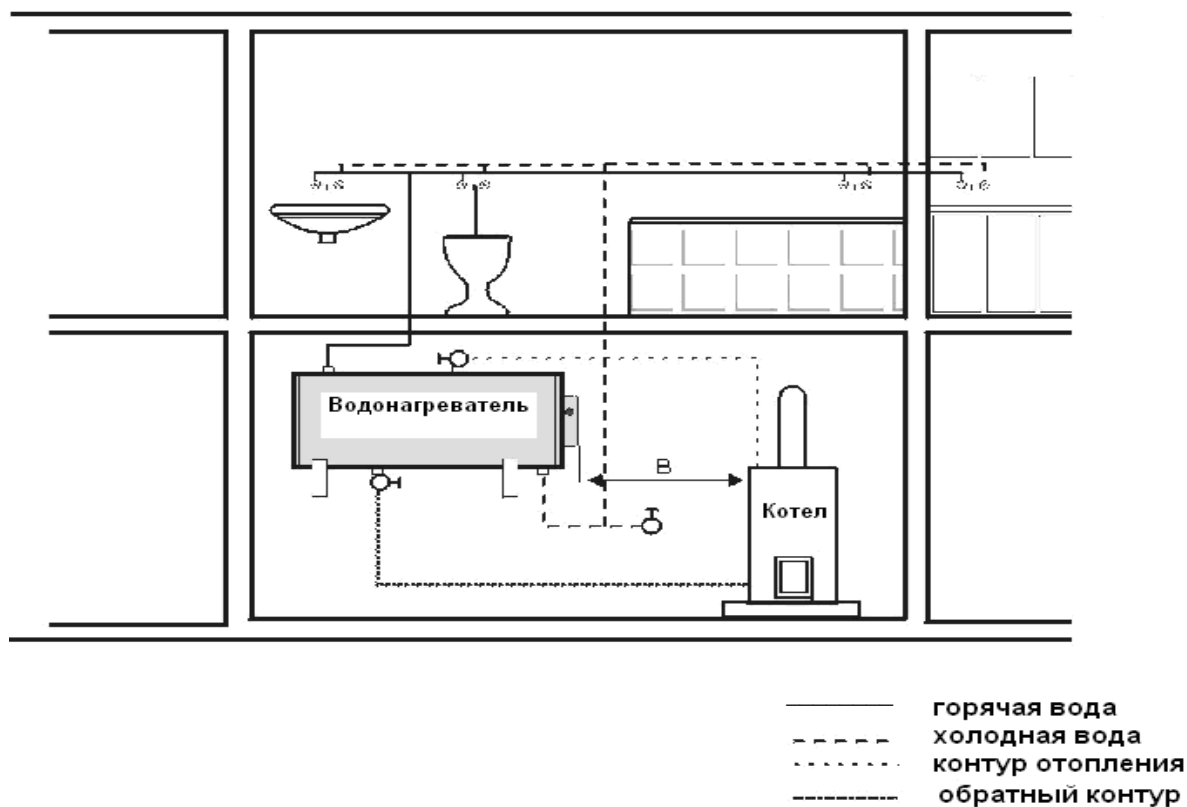 Водонагреватель
B
Котел
горячая вода
холодная вода
контур отопления
обратный контур